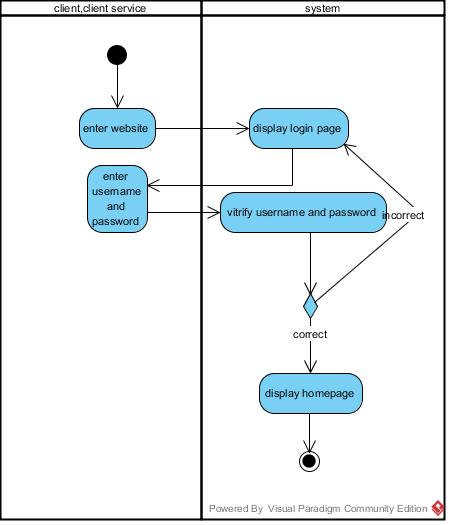 client,client service
system
enter website
display login page
enter
username
and
password
vitrify username and password
incorrect
correct
display homepage
Powered By Visual Paradigm Community Edition